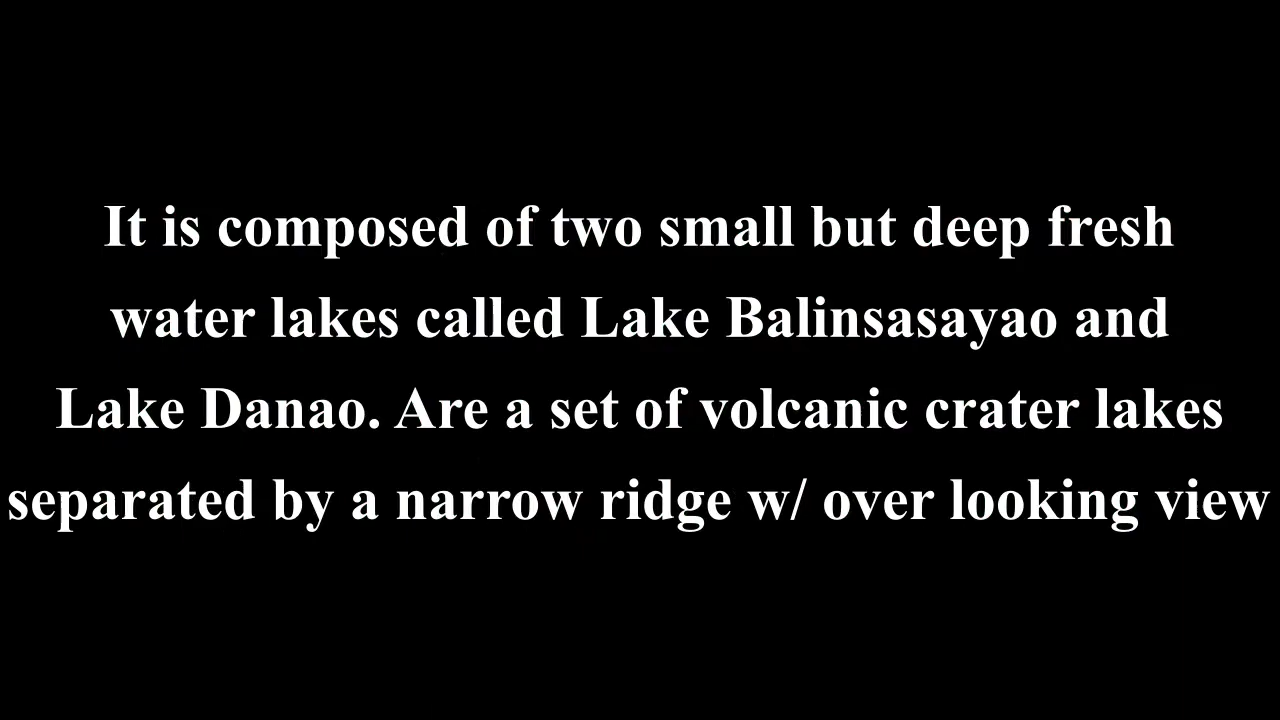 It is composed of two small but deep fresh
water lakes called Lake Balinsasayao and
Lake Danao. Are a set of volcanic crater lakes
separated by a narrow ridge w/ over looking view